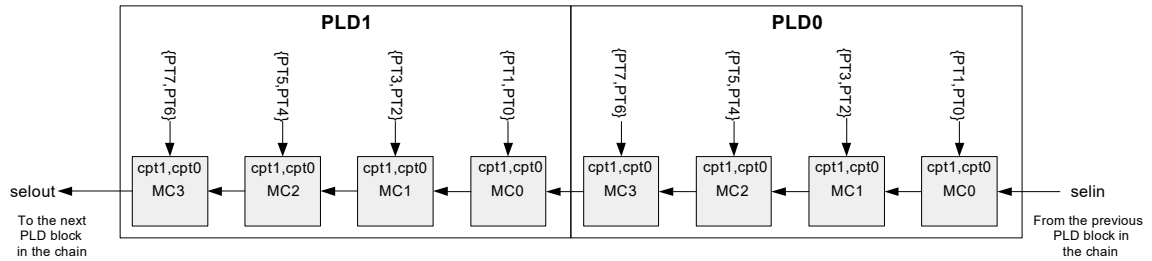 PLD1
PLD0
{PT7,PT6}
{PT5,PT4}
{PT3,PT2}
{PT1,PT0}
{PT7,PT6}
{PT5,PT4}
{PT3,PT2}
{PT1,PT0}
cpt1,cpt0
MC3
cpt1,cpt0
MC2
cpt1,cpt0
MC1
cpt1,cpt0
MC0
cpt1,cpt0
MC3
cpt1,cpt0
MC2
cpt1,cpt0
MC1
cpt1,cpt0
MC0
selout
To the next
PLD block
in the chain
selin
From the previous
PLD block in
the chain